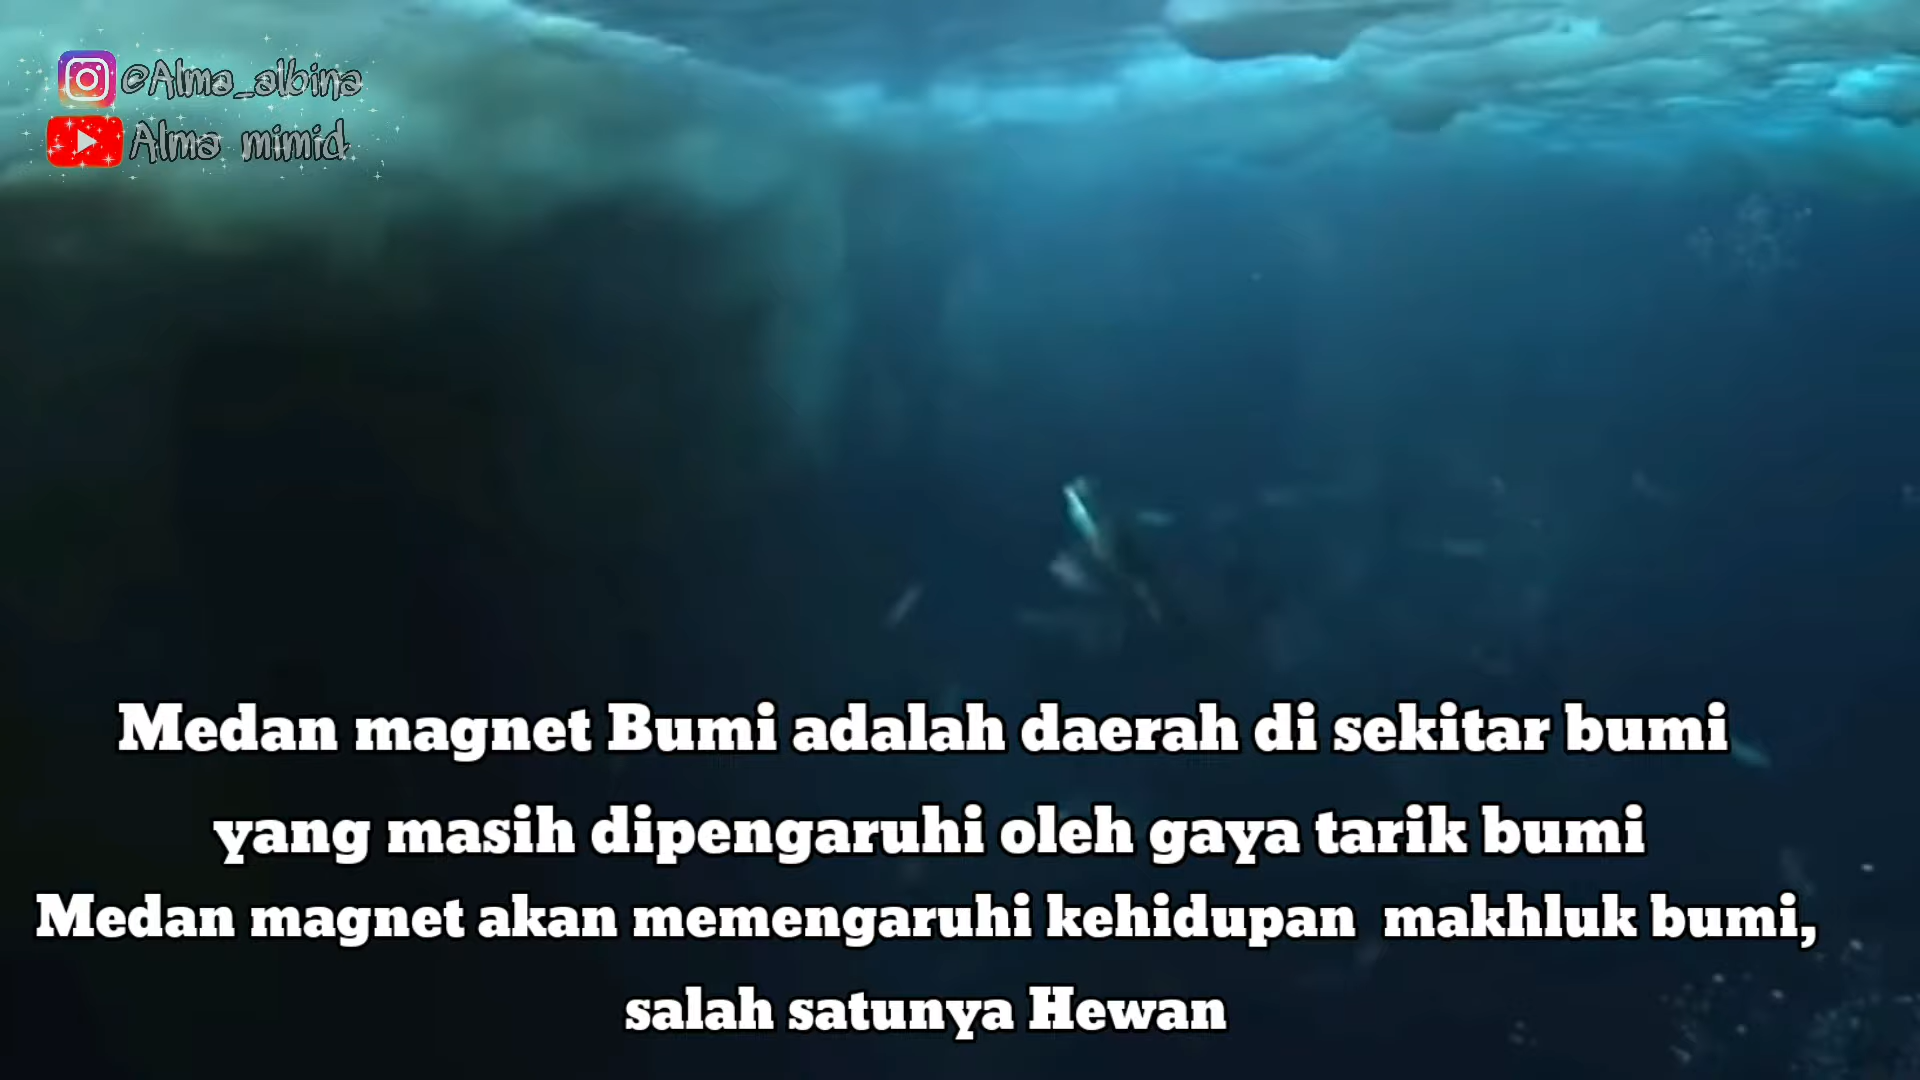 @Alma_albina
Alma mimid
Medan magnet Bumi adalah daerah di sekitar bumi
yang masih dipengaruhi oleh gaya tarik bumi
Medan magnet akan memengaruhi kehidupan makhluk bumi,
salah satunya Hewan